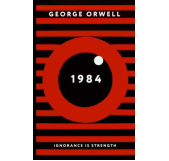 GEORGE ORWELL
1984
IGNORANCE IS STRENGTH